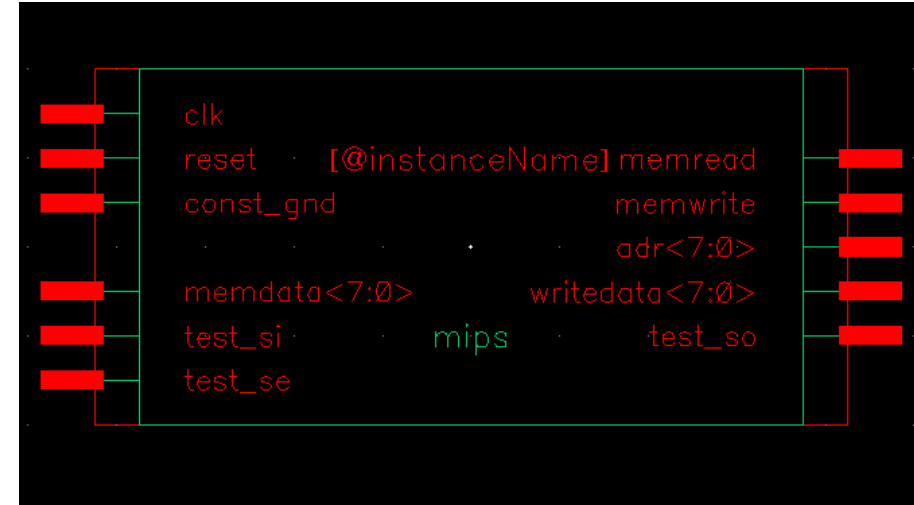 clk
reset [@instanceName] memread
const_gnd memwrite
adr<7:0>
memdata<7:0> writedata<7:0>
test_si mips test_so
test_se